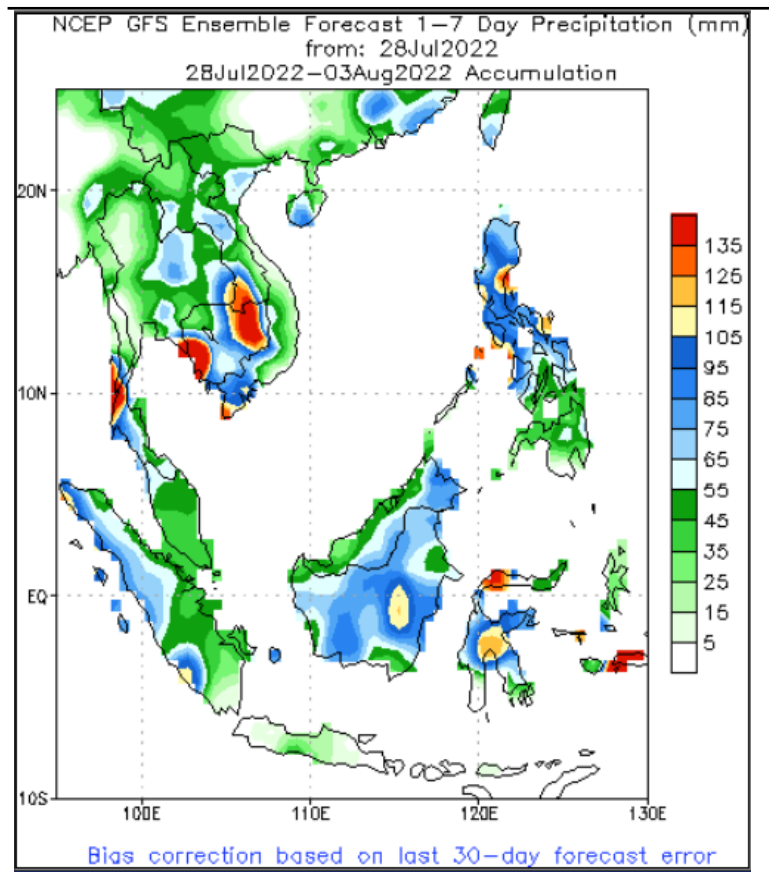 NCEP GFS Ensemble Forecast 1-7 Day Precipitation (mm)
from: 28Jul2022
28Jul2022-03Aug2022 Accumulation
20N
10N
EQ
10S
100E
110E
120E
130E
135
125
115
105
95
85
75
65
55
45
35
25
15
5
Bias correction based on last 30-day forecast error